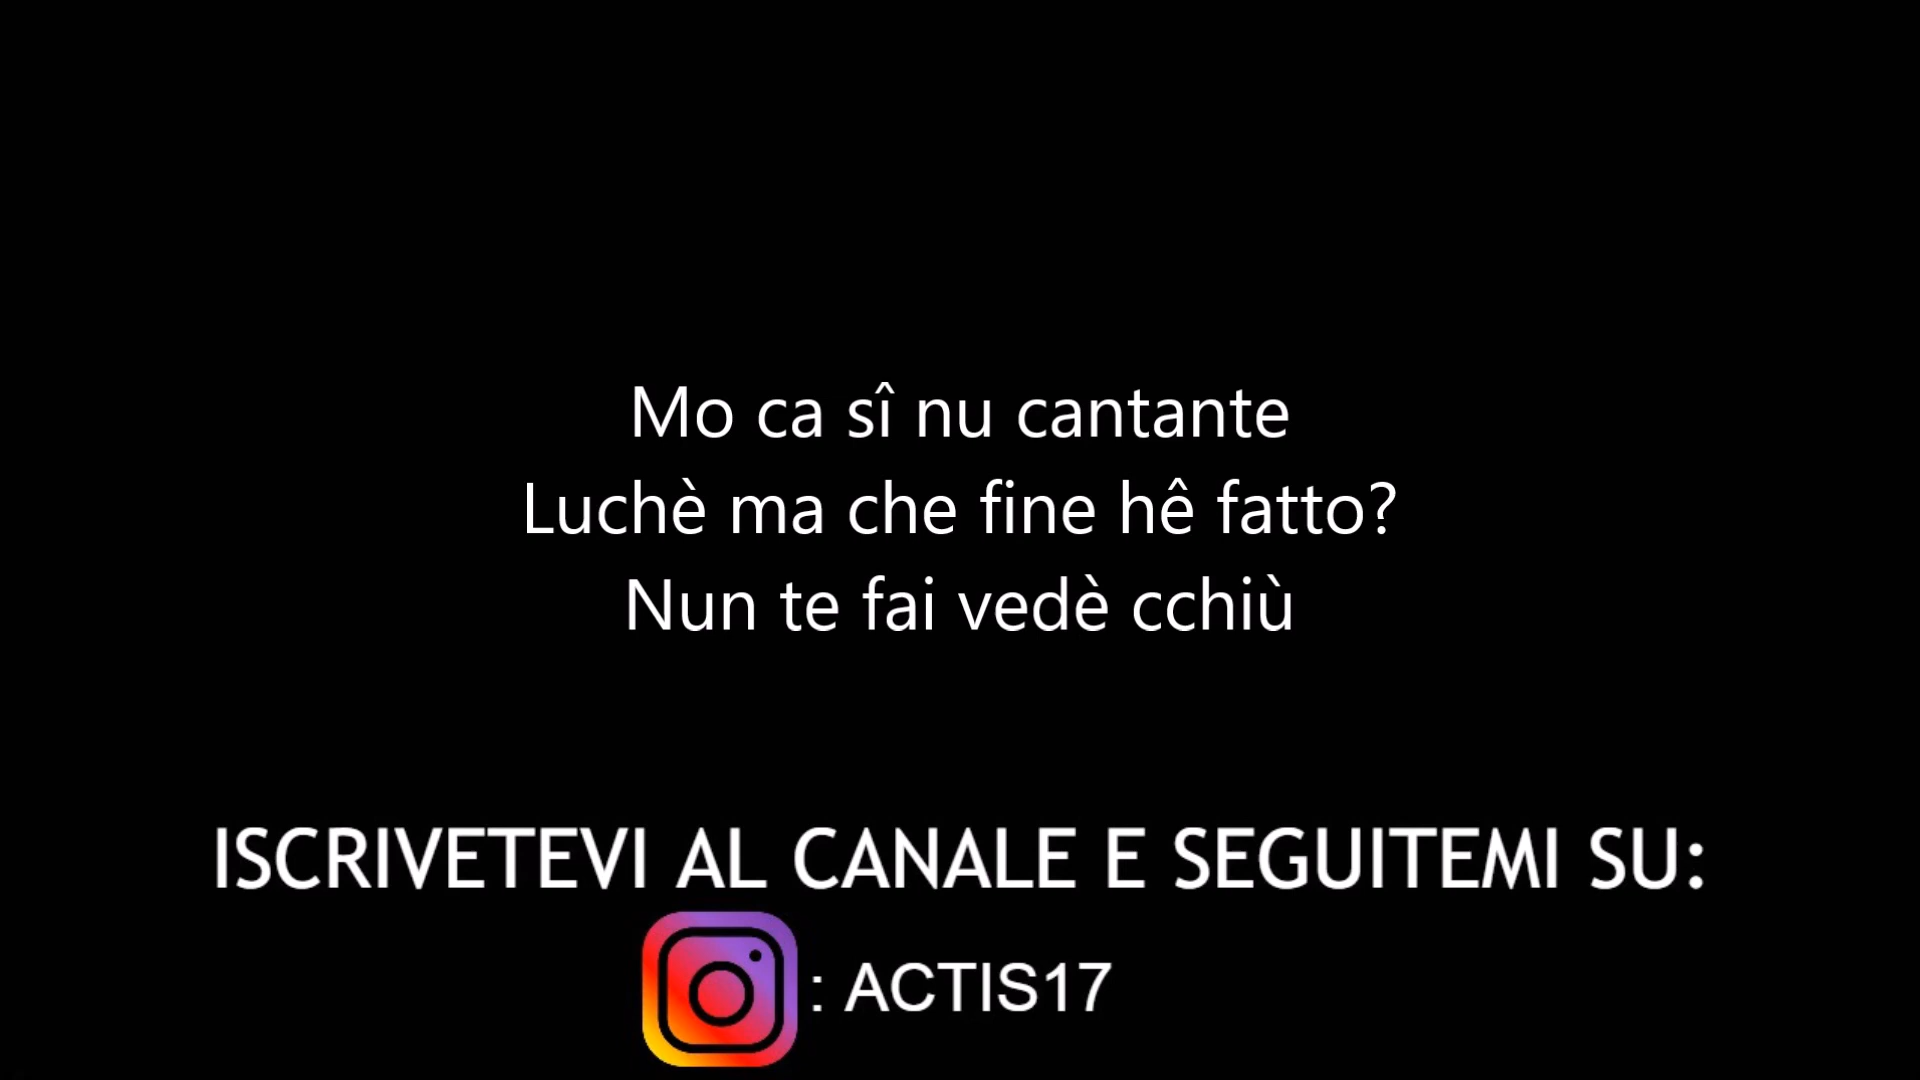 Mo ca sî nu cantante
Luchè ma che fine hê fatto?
Nun te fai vedè cchiù
ISCRIVETEVI AL CANALE E SEGUITEMI SU:
: ACTIS17